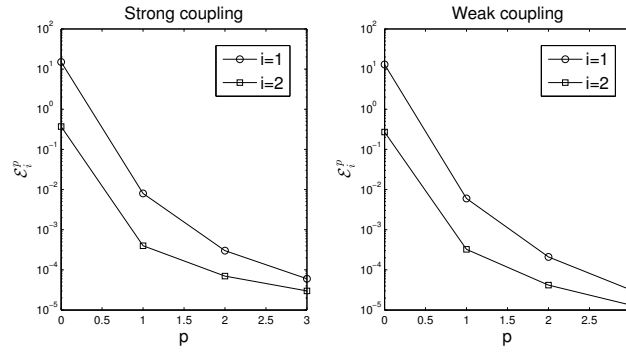 Strong coupling
10^2
10^1
10^0
10^-1
10^-2
10^-3
10^-4
10^-5
ℰ_i^p
i=1
i=2
0 0.5 1 1.5 2 2.5 3
p
Weak coupling
10^2
10^1
10^0
10^-1
10^-2
10^-3
10^-4
10^-5
ℰ_i^p
i=1
i=2
0 0.5 1 1.5 2 2.5
p